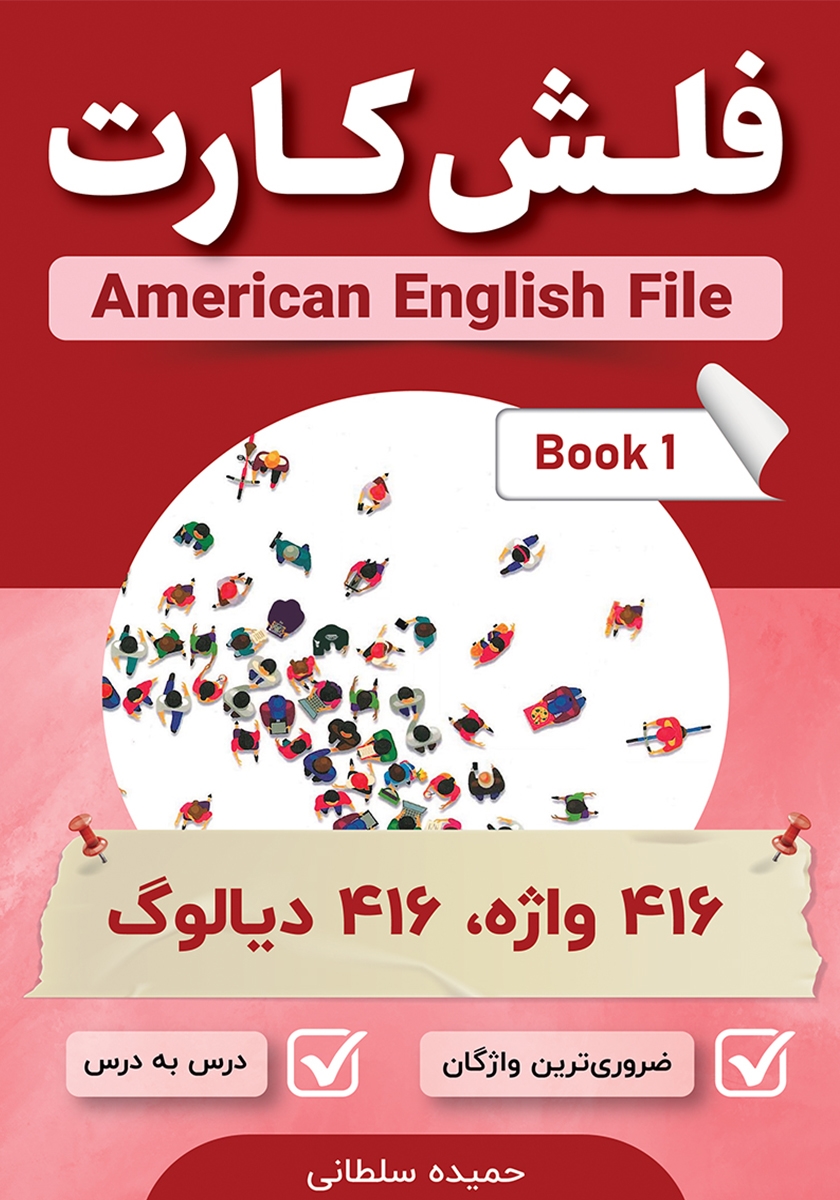 فلش کارت
American English File
Book 1
۴۱۶ واژه، ۴۱۶ دیالوگ
ضروری‌ترین واژگان
درس به درس
حمیده سلطانی